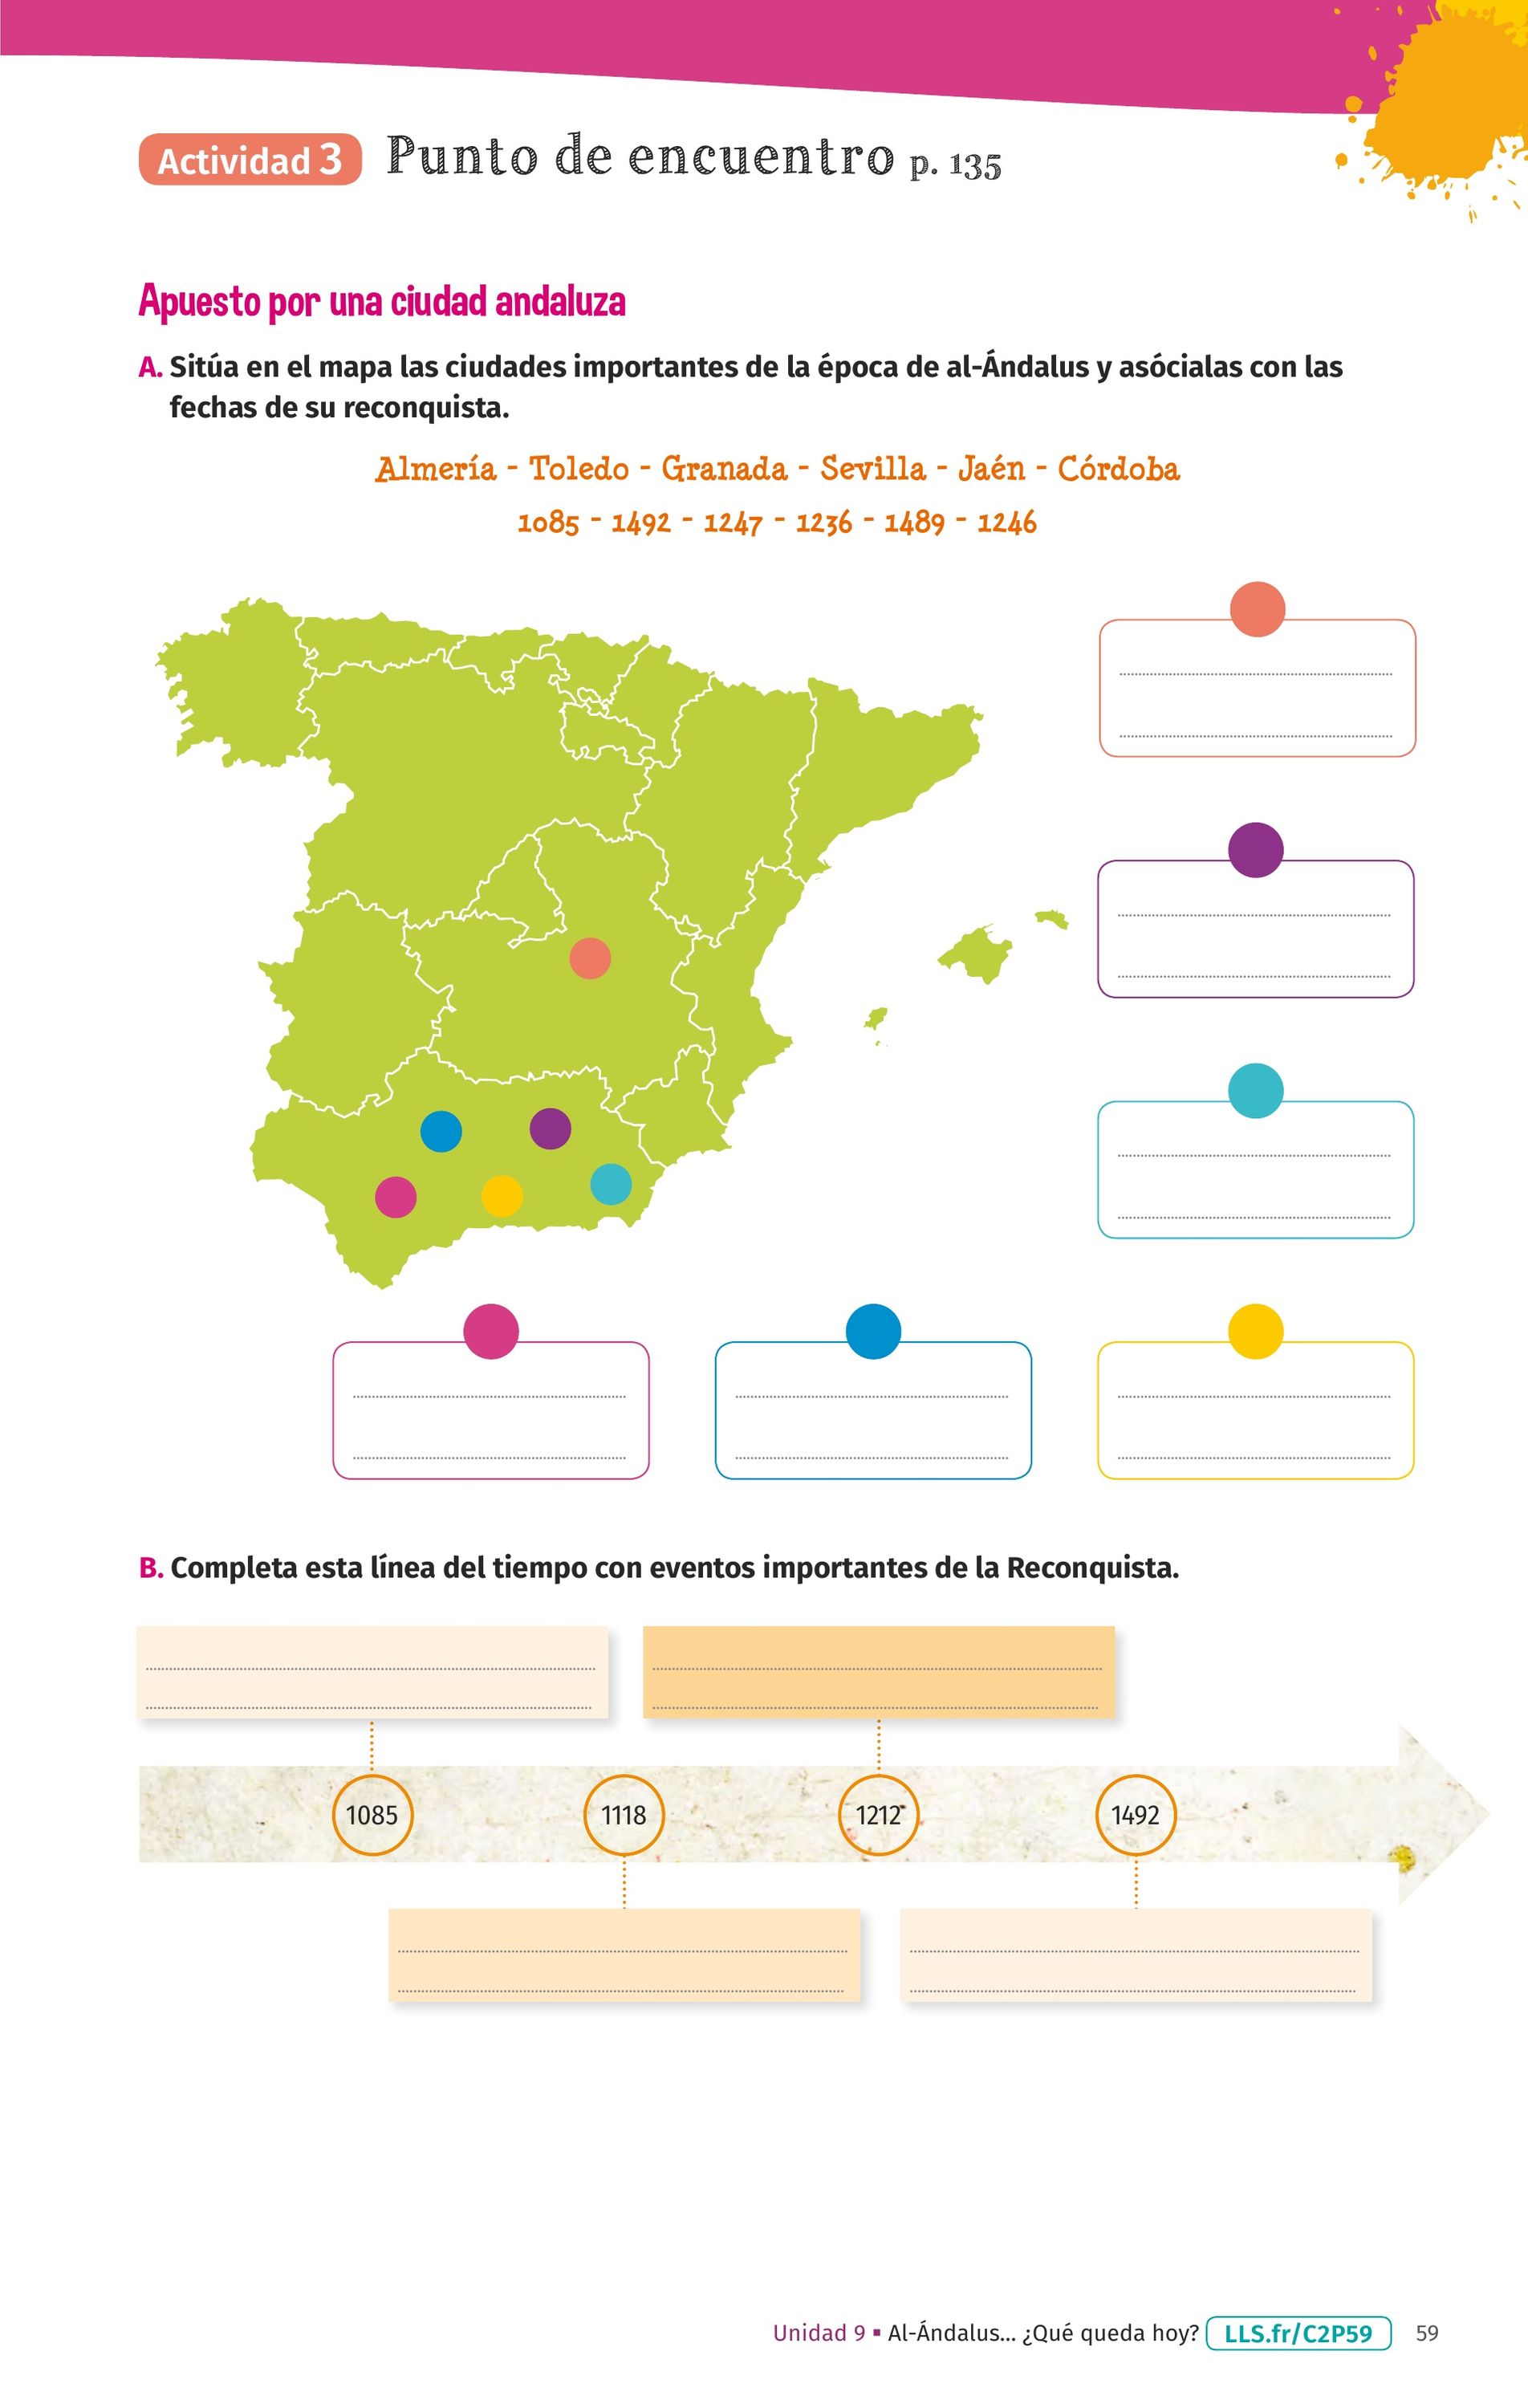 Actividad 3 Punto de encuentro p. 135
Apuesto por una ciudad andaluza
A. Sitúa en el mapa las ciudades importantes de la época de al-Ándalus y asócialas con las
fechas de su reconquista.
Almería - Toledo - Granada - Sevilla - Jaén - Córdoba
1085 - 1492 - 1247 - 1236 - 1489 - 1246
B. Completa esta línea del tiempo con eventos importantes de la Reconquista.
1085 1118 1212 1492
Unidad 9 ▪ Al-Ándalus... ¿Qué queda hoy? LLS.fr/C2P59 59